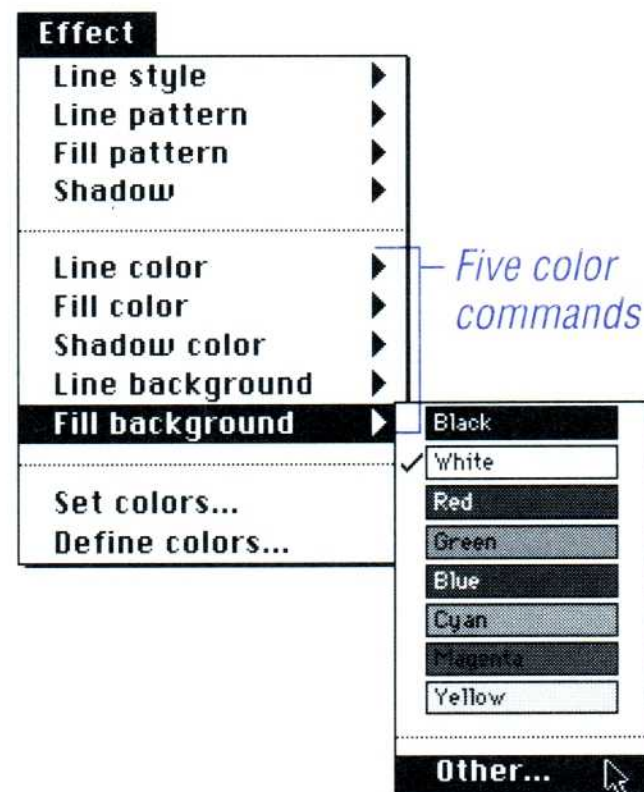 Effect
Line style
Line pattern
Fill pattern
Shadow
Line color
Fill color
Shadow color
Line background
Fill background
Set colors...
Define colors...
Five color
commands
Black
White
Red
Green
Blue
Cyan
Magenta
Yellow
Other...